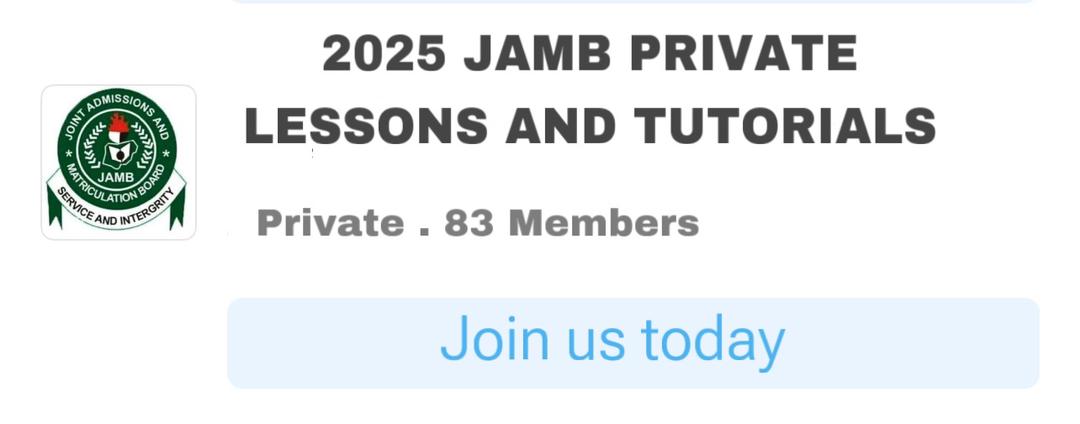 2025 JAMB PRIVATE
LESSONS AND TUTORIALS
JOINT ADMISSIONS AND
MATRICULATION BOARD
JAMB
SERVICE AND INTERGRITY
Private . 83 Members
Join us today